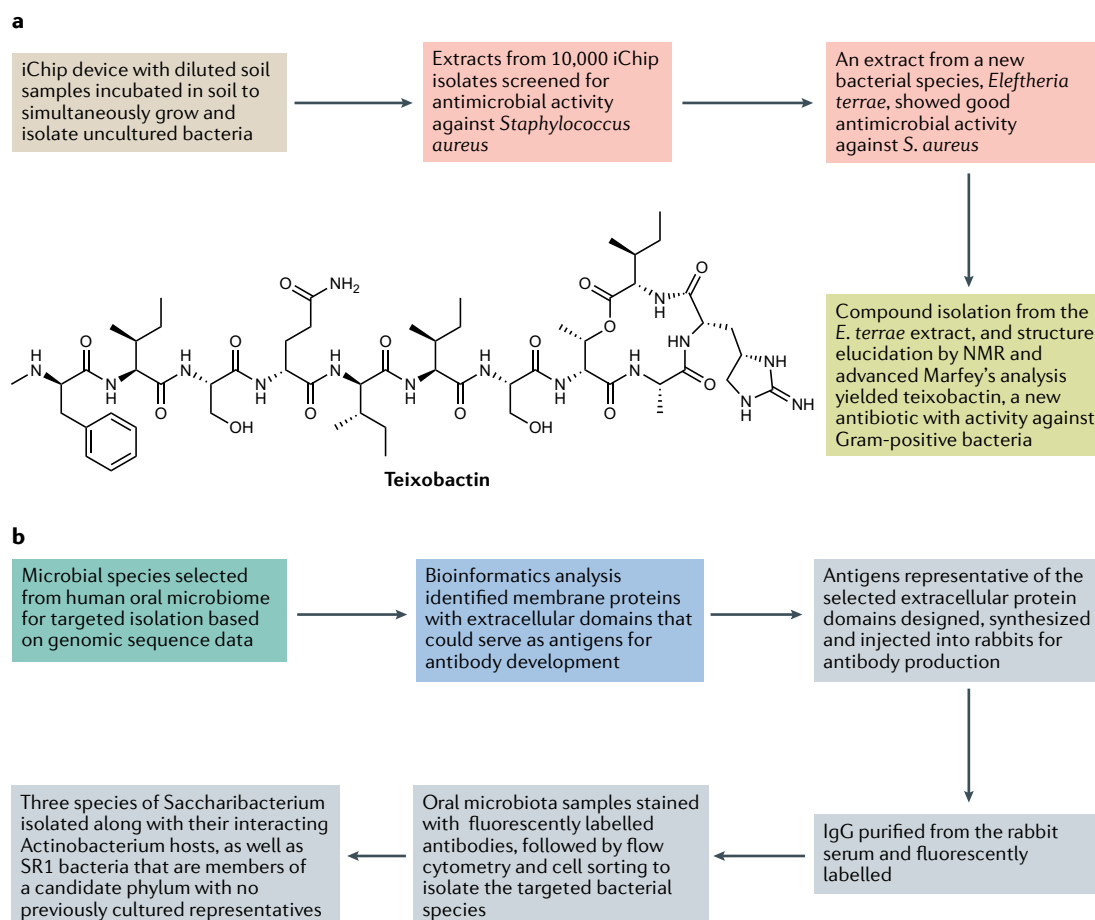 a
iChip device with diluted soil
samples incubated in soil to
simultaneously grow and
isolate uncultured bacteria
Extracts from 10,000 iChip
isolates screened for
antimicrobial activity
against Staphylococcus
aureus
An extract from a new
bacterial species, Eleftheria
terrae, showed good
antimicrobial activity
against S. aureus
H
N
O
N
H
O
H
N
OH
O
N
H
O
NH2
O
H
N
O
N
H
O
H
N
OH
O
N
H
O
O
O
H
N
O
N
H
O
NH
O
HN
NH
NH
Teixobactin
Compound isolation from the
E. terrae extract, and structure
elucidation by NMR and
advanced Marfey's analysis
yielded teixobactin, a new
antibiotic with activity against
Gram-positive bacteria
b
Microbial species selected
from human oral microbiome
for targeted isolation based
on genomic sequence data
Bioinformatics analysis
identified membrane proteins
with extracellular domains that
could serve as antigens for
antibody development
Antigens representative of the
selected extracellular protein
domains designed, synthesized
and injected into rabbits for
antibody production
IgG purified from the rabbit
serum and fluorescently
labelled
Oral microbiota samples stained
with fluorescently labelled
antibodies, followed by flow
cytometry and cell sorting to
isolate the targeted bacterial
species
Three species of Saccharibacterium
isolated along with their interacting
Actinobacterium hosts, as well as
SR1 bacteria that are members of
a candidate phylum with no
previously cultured representatives